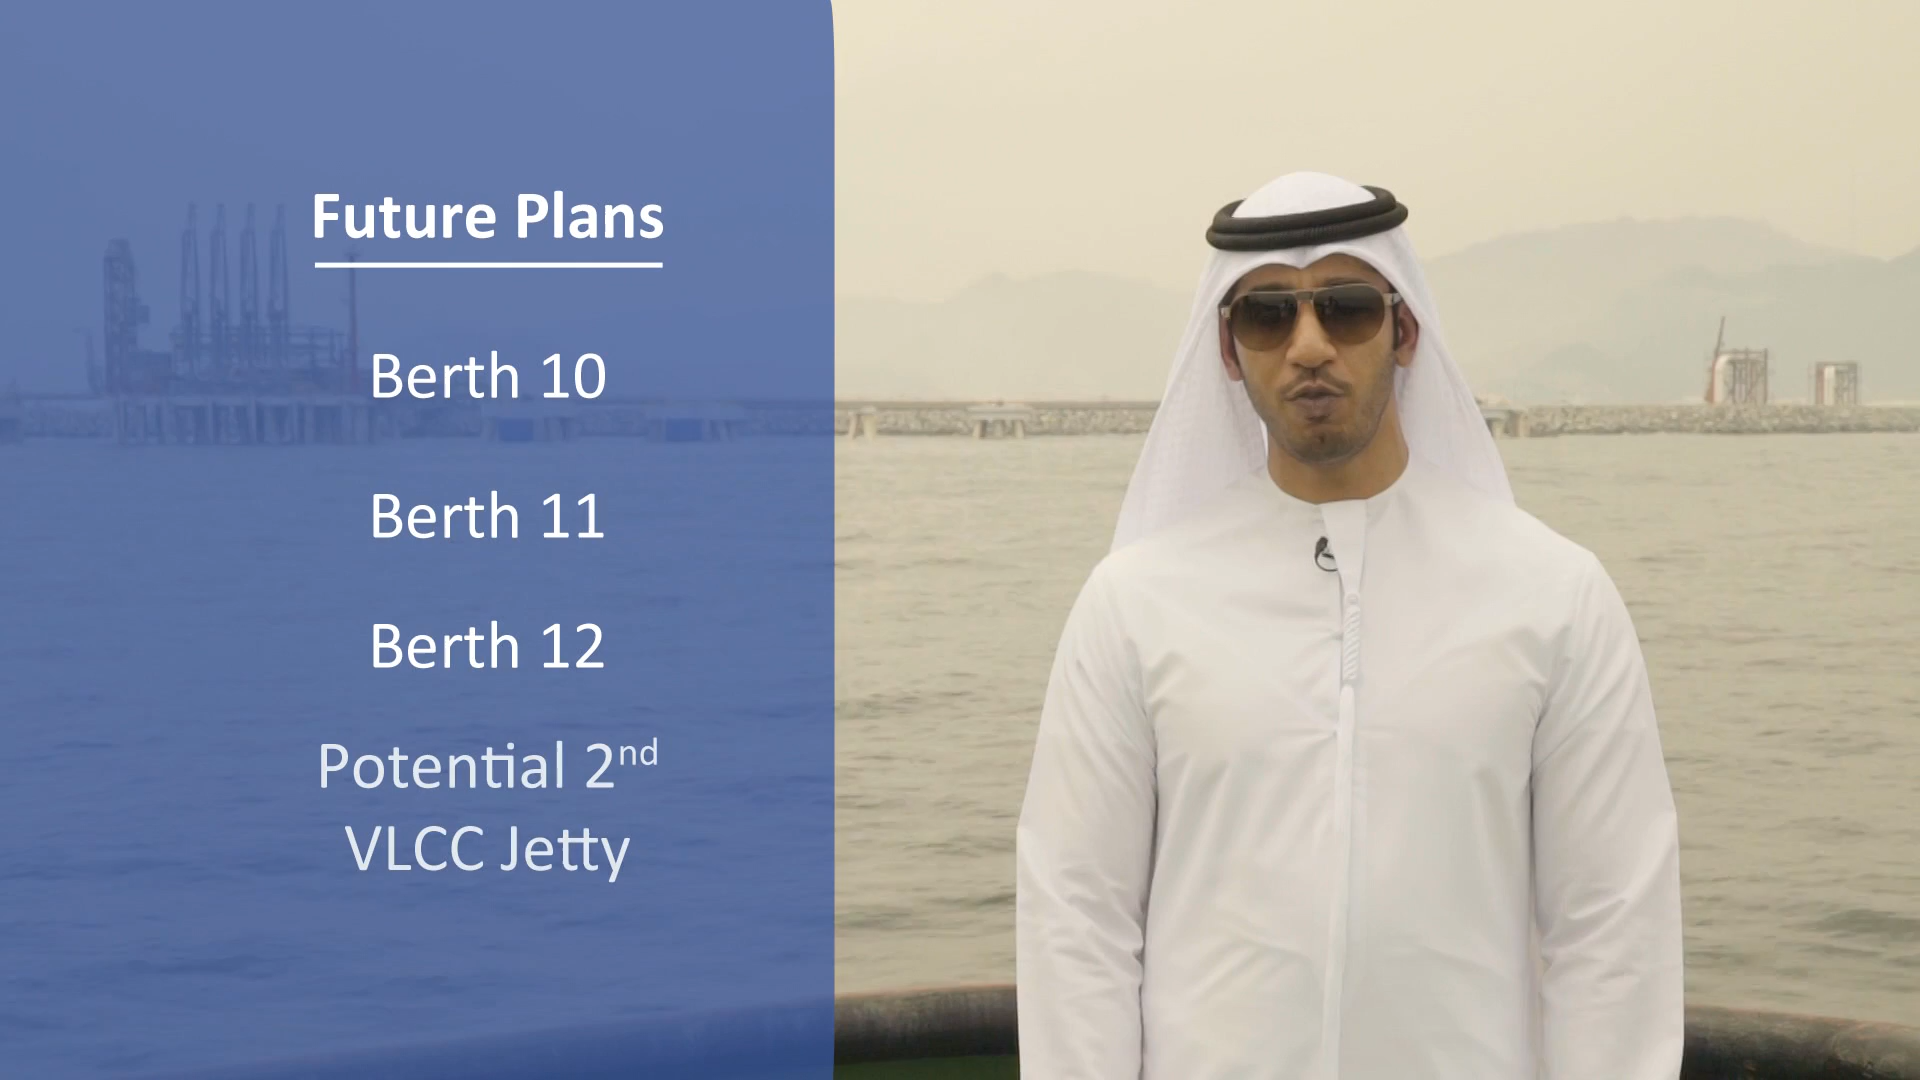 Future Plans
Berth 10
Berth 11
Berth 12
Potential 2nd
VLCC Jetty